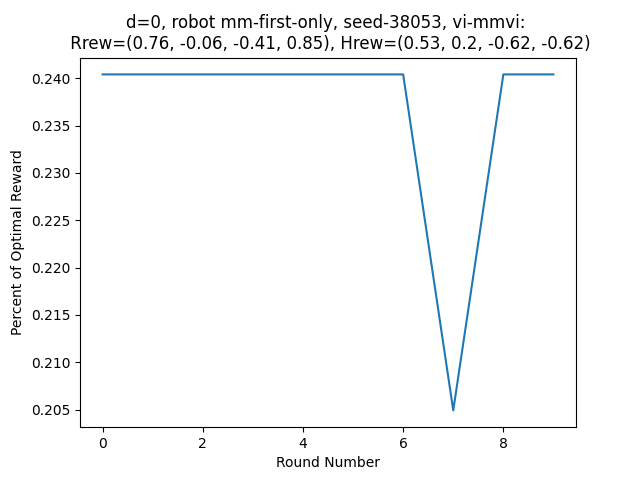 d=0, robot mm-first-only, seed-38053, vi-mmvi:
Rrew=(0.76, -0.06, -0.41, 0.85), Hrew=(0.53, 0.2, -0.62, -0.62)
0.240
0.235
0.230
0.225
0.220
0.215
0.210
0.205
Percent of Optimal Reward
0 2 4 6 8
Round Number